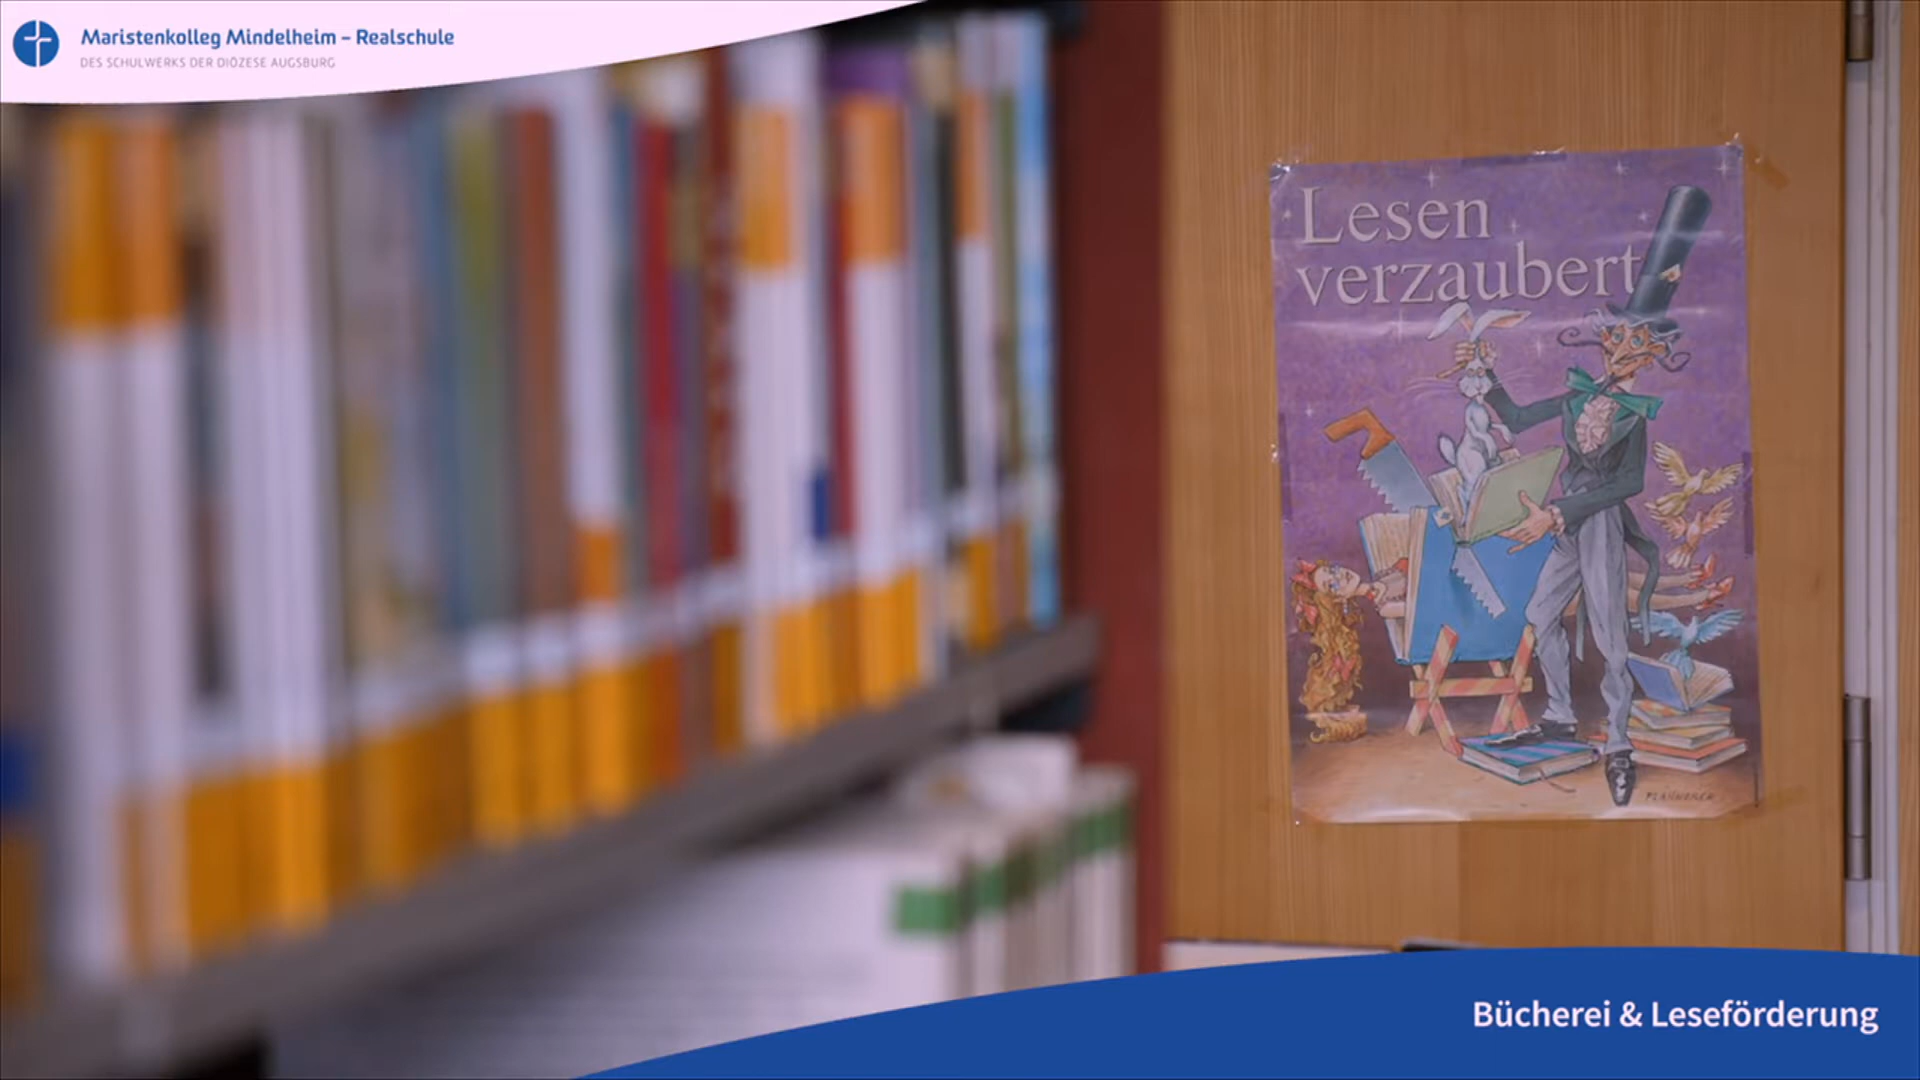 Maristenkolleg Mindelheim – Realschule
DES SCHULWERKS DER DIÖZESE AUGSBURG
Lesen
verzaubert
Bücherei & Leseförderung